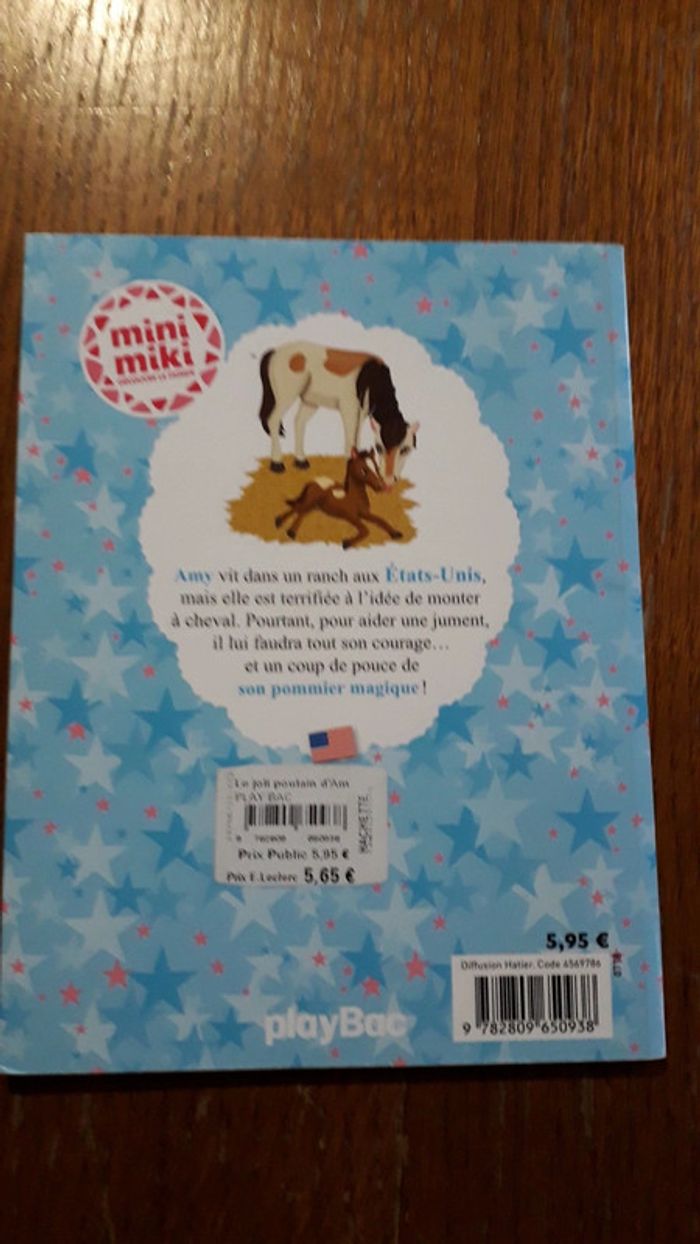 mini
miki
Amy vit dans un ranch aux États-Unis,
mais elle est terrifiée à l'idée de monter
à cheval. Pourtant, pour aider une jument,
il lui faudra tout son courage...
et un coup de pouce de
son pommier magique !
Le joli poulain d'Am
PLAY BAC
HACHETTE
Prix Public 5,95 €
Prix E.Leclerc 5,65 €
5,95 €
Diffusion Hatier. Code 4569786
9 782809 650938
playBac